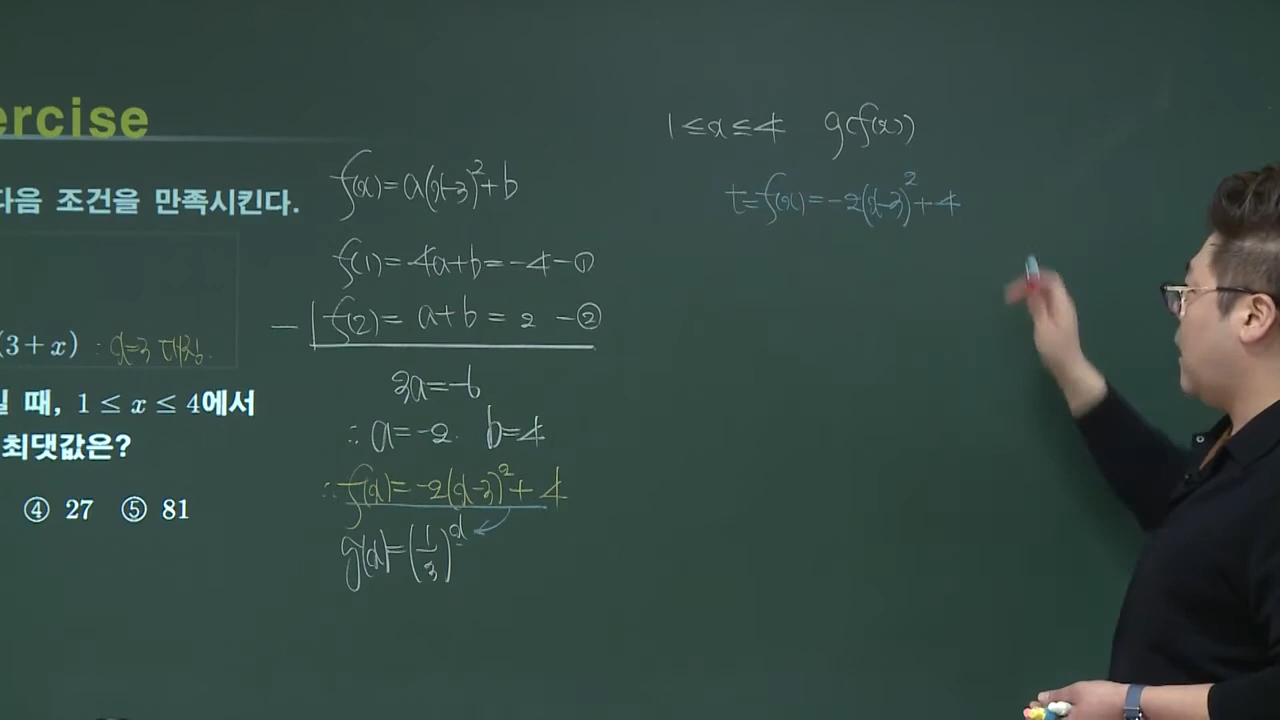 ercise
다음 조건을 만족시킨다.
(3+x) : x=3 대칭.
일 때, 1≤x≤4에서
최댓값은?
④ 27 ⑤ 81
f(x)=a(x-3)²+b
f(1)=4a+b=-4-①
- f(2)=a+b=2-②
3a=-6
∴ a=-2. b=4
∴ f(x)=-2(x-3)²+4
g(x)=(1/3)^x
1≤x≤4 g(f(x))
t=f(x)=-2(x-3)²+4